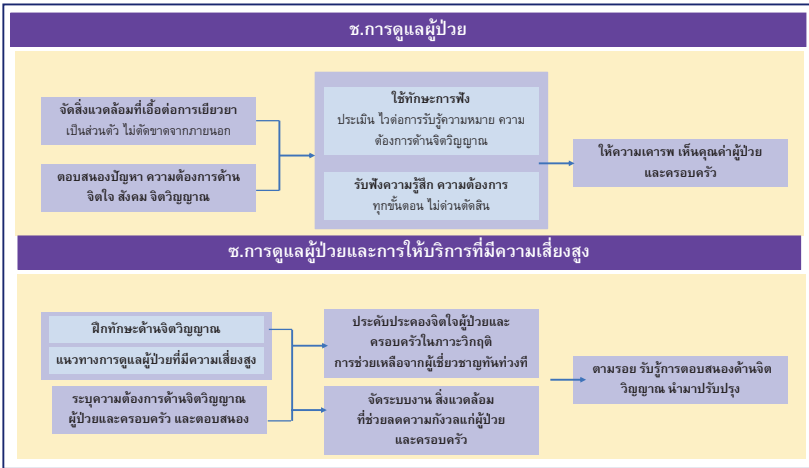 ช.การดูแลผู้ป่วย
จัดสิ่งแวดล้อมที่เอื้อต่อการเยียวยา
เป็นส่วนตัว ไม่ตัดขาดจากภายนอก
ตอบสนองปัญหา ความต้องการด้าน
จิตใจ สังคม จิตวิญญาณ
ใช้ทักษะการฟัง
ประเมิน ไวต่อการรับรู้ความหมาย ความ
ต้องการด้านจิตวิญญาณ
รับฟังความรู้สึก ความต้องการ
ทุกขั้นตอน ไม่ด่วนตัดสิน
ให้ความเคารพ เห็นคุณค่าผู้ป่วย
และครอบครัว
ซ.การดูแลผู้ป่วยและการให้บริการที่มีความเสี่ยงสูง
ฝึกทักษะด้านจิตวิญญาณ
แนวทางการดูแลผู้ป่วยที่มีความเสี่ยงสูง
ระบุความต้องการด้านจิตวิญญาณ
ผู้ป่วยและครอบครัว และตอบสนอง
ประคับประคองจิตใจผู้ป่วยและ
ครอบครัวในภาวะวิกฤติ
การช่วยเหลือจากผู้เชี่ยวชาญทันท่วงที
จัดระบบงาน สิ่งแวดล้อม
ที่ช่วยลดความกังวลแก่ผู้ป่วย
และครอบครัว
ตามรอย รับรู้การตอบสนองด้านจิต
วิญญาณ นำมาปรับปรุง